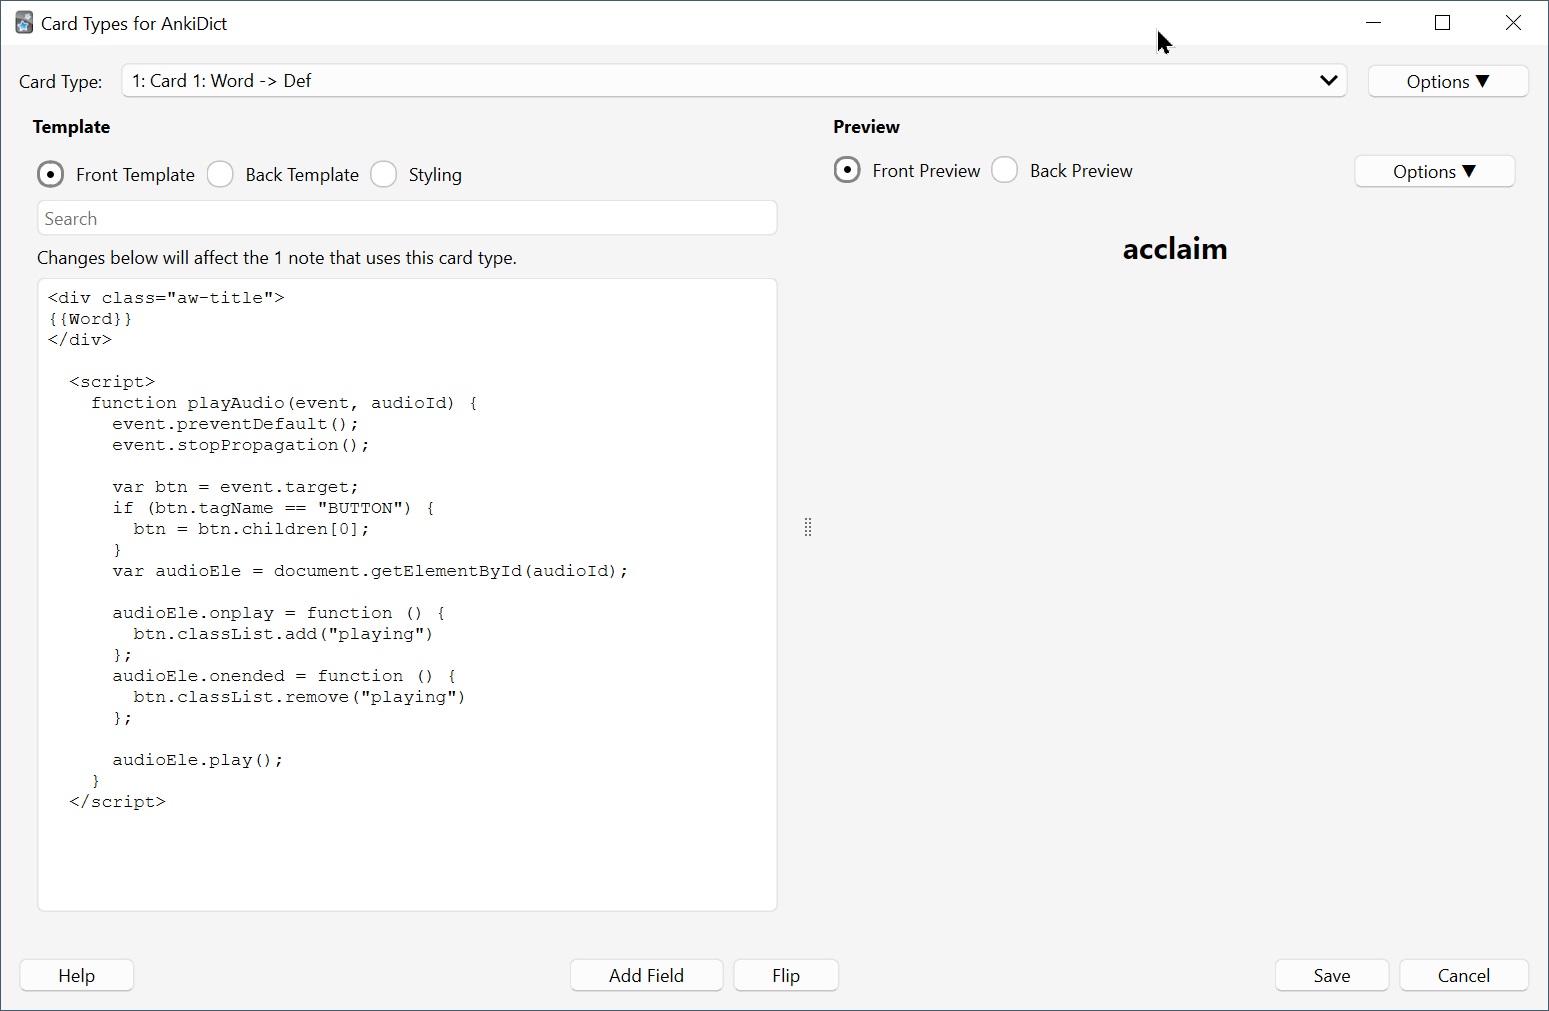 Card Types for AnkiDict
Card Type: 1: Card 1: Word -> Def Options ▼
Template
Front Template Back Template Styling
Search
Changes below will affect the 1 note that uses this card type.
<div class="aw-title">
{{Word}}
</div>
<script>
function playAudio(event, audioId) {
event.preventDefault();
event.stopPropagation();
var btn = event.target;
if (btn.tagName == "BUTTON") {
btn = btn.children[0];
}
var audioEle = document.getElementById(audioId);
audioEle.onplay = function () {
btn.classList.add("playing")
};
audioEle.onended = function () {
btn.classList.remove("playing")
};
audioEle.play();
}
</script>
Preview
Front Preview Back Preview Options ▼
acclaim
Help Add Field Flip Save Cancel